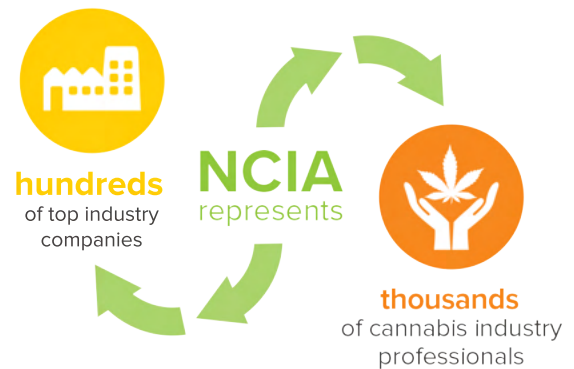 hundreds
of top industry
companies
NCIA
represents
thousands
of cannabis industry
professionals